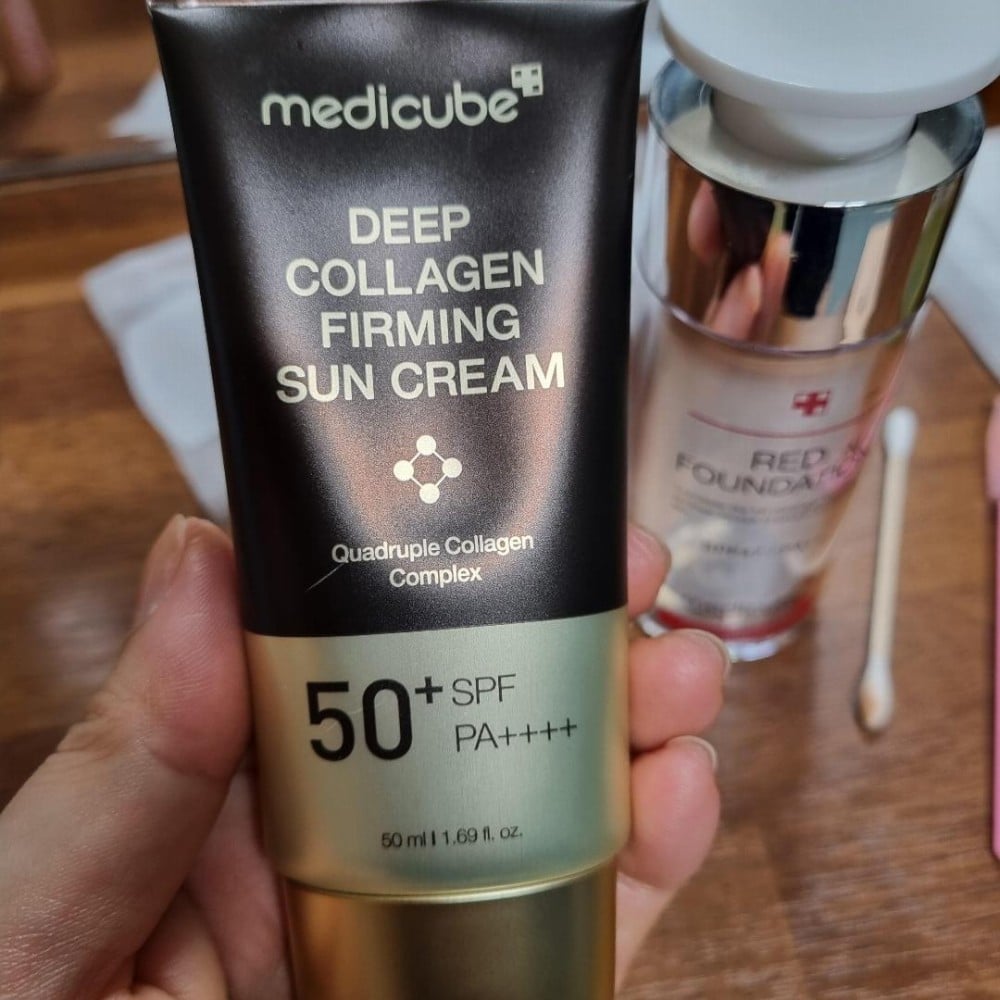 medicube
DEEP
COLLAGEN
FIRMING
SUN CREAM
Quadruple Collagen
Complex
50+ SPF
PA++++
50 ml | 1.69 fl. oz.
RED
FOUNDATION